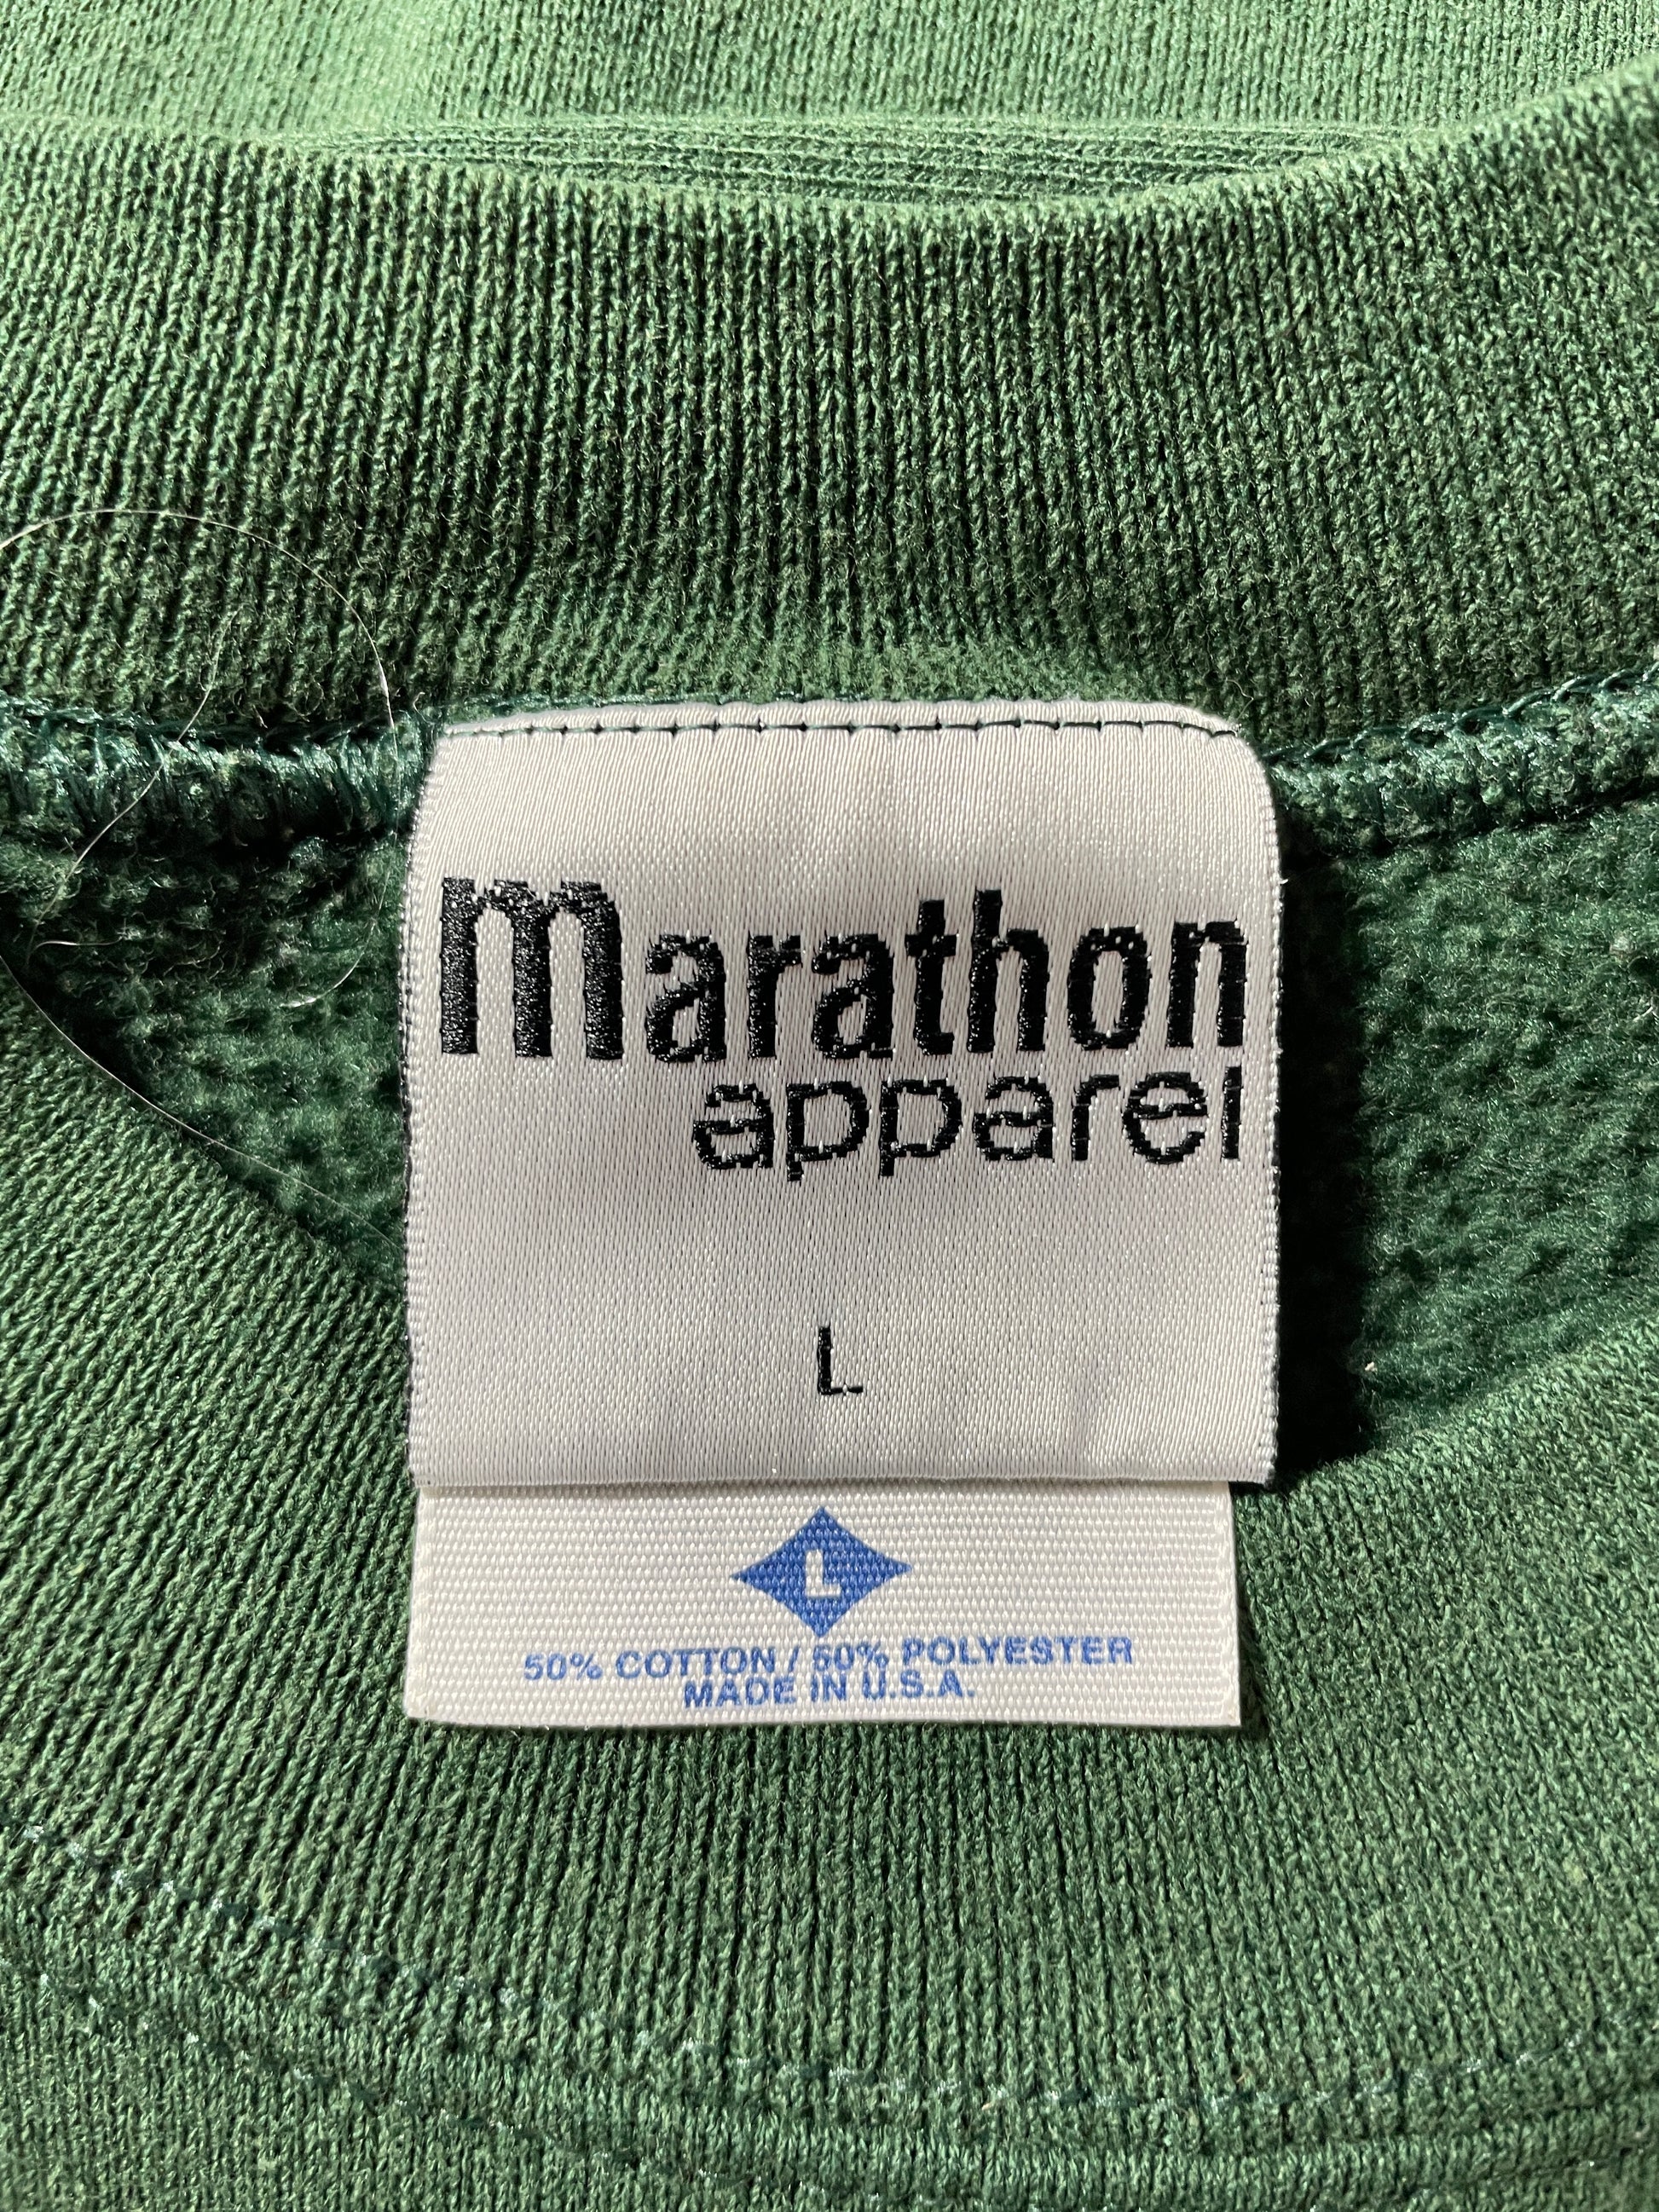 marathon
apparel
L
L
50% COTTON / 50% POLYESTER
MADE IN U.S.A.